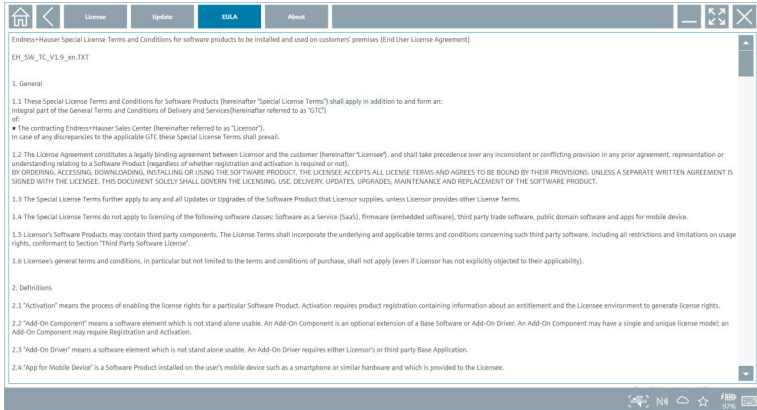 License
Update
EULA
About
Endress+Hauser Special License Terms and Conditions for software products to be installed and used on customers' premises (End User License Agreement)
EH_SW_TC_V1.9_en.TXT
1. General
1.1 These Special License Terms and Conditions for Software Products (hereinafter "Special License Terms") shall apply in addition to and form an:
Integral part of the General Terms and Conditions of Delivery and Services(hereinafter referred to as "GTC")
of:
● The contracting Endress+Hauser Sales Center (hereinafter referred to as "Licensor").
In case of any discrepancies to the applicable GTC these Special License Terms shall prevail.
1.2 The License Agreement constitutes a legally binding agreement between Licensor and the customer (hereinafter "Licensee"), and shall take precedence over any inconsistent or conflicting provision in any prior agreement, representation or
understanding relating to a Software Product (regardless of whether registration and activation is required or not).
BY ORDERING, ACCESSING, DOWNLOADING, INSTALLING OR USING THE SOFTWARE PRODUCT, THE LICENSEE ACCEPTS ALL LICENSE TERMS AND AGREES TO BE BOUND BY THEIR PROVISIONS. UNLESS A SEPARATE WRITTEN AGREEMENT IS
SIGNED WITH THE LICENSEE, THIS DOCUMENT SOLELY SHALL GOVERN THE LICENSING, USE, DELIVERY, UPDATES, UPGRADES, MAINTENANCE AND REPLACEMENT OF THE SOFTWARE PRODUCT.
1.3 The Special License Terms further apply to any and all Updates or Upgrades of the Software Product that Licensor supplies, unless Licensor provides other License Terms.
1.4 The Special License Terms do not apply to licensing of the following software classes: Software as a Service (SaaS), firmware (embedded software), third party trade software, public domain software and apps for mobile device.
1.5 Licensor's Software Products may contain third party components. The License Terms shall incorporate the underlying and applicable terms and conditions concerning such third party software, including all restrictions and limitations on usage
rights, conformant to Section "Third Party Software License".
1.6 Licensee's general terms and conditions, in particular but not limited to the terms and conditions of purchase, shall not apply (even if Licensor has not explicitly objected to their applicability).
2. Definitions
2.1 "Activation" means the process of enabling the license rights for a particular Software Product. Activation requires product registration containing information about an entitlement and the Licensee environment to generate license rights.
2.2 "Add-On Component" means a software element which is not stand alone usable. An Add-On Component is an optional extension of a Base Software or Add-On Driver. An Add-On Component may have a single and unique license model; an
Add-On Component may require Registration and Activation.
2.3 "Add-On Driver" means a software element which is not stand alone usable. An Add-On Driver requires either Licensor's or third party Base Application.
2.4 "App for Mobile Device" is a Software Product installed on the user's mobile device such as a smartphone or similar hardware and which is provided to the Licensee.
97%